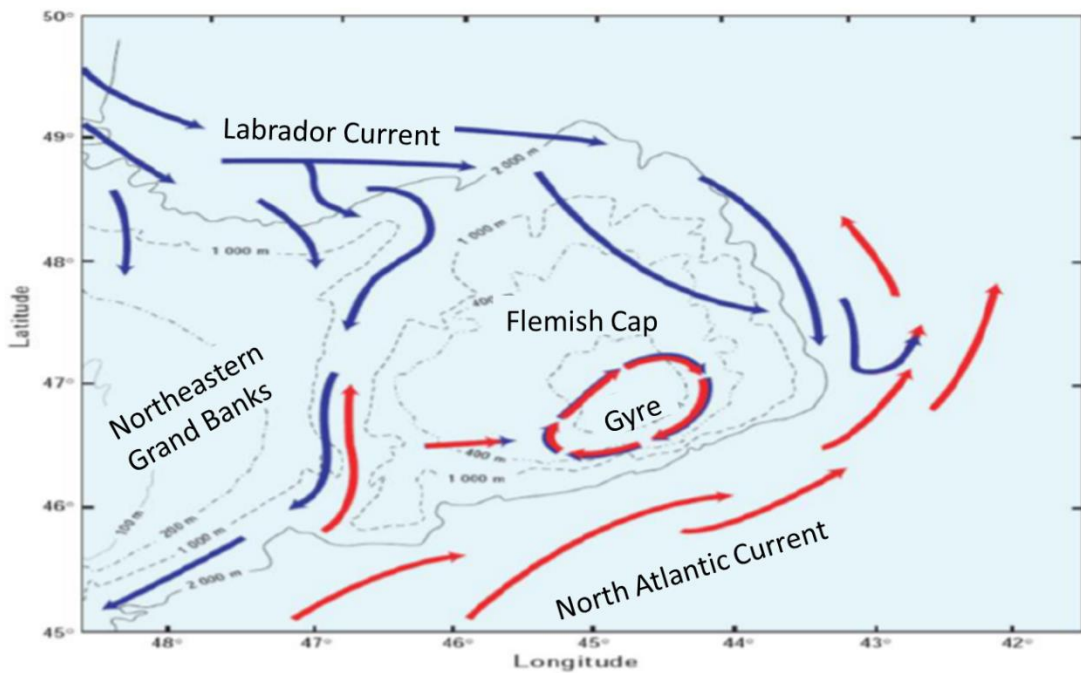 50°
49°
48°
47°
46°
45°
Latitude
Labrador Current
2 000 m
1 000 m
1 000 m
400
Flemish Cap
Northeastern
Grand Banks
Gyre
400 m
1 000 m
100 m
200 m
1 000 m
2 000 m
North Atlantic Current
48°
47°
46°
45°
44°
43°
42°
Longitude